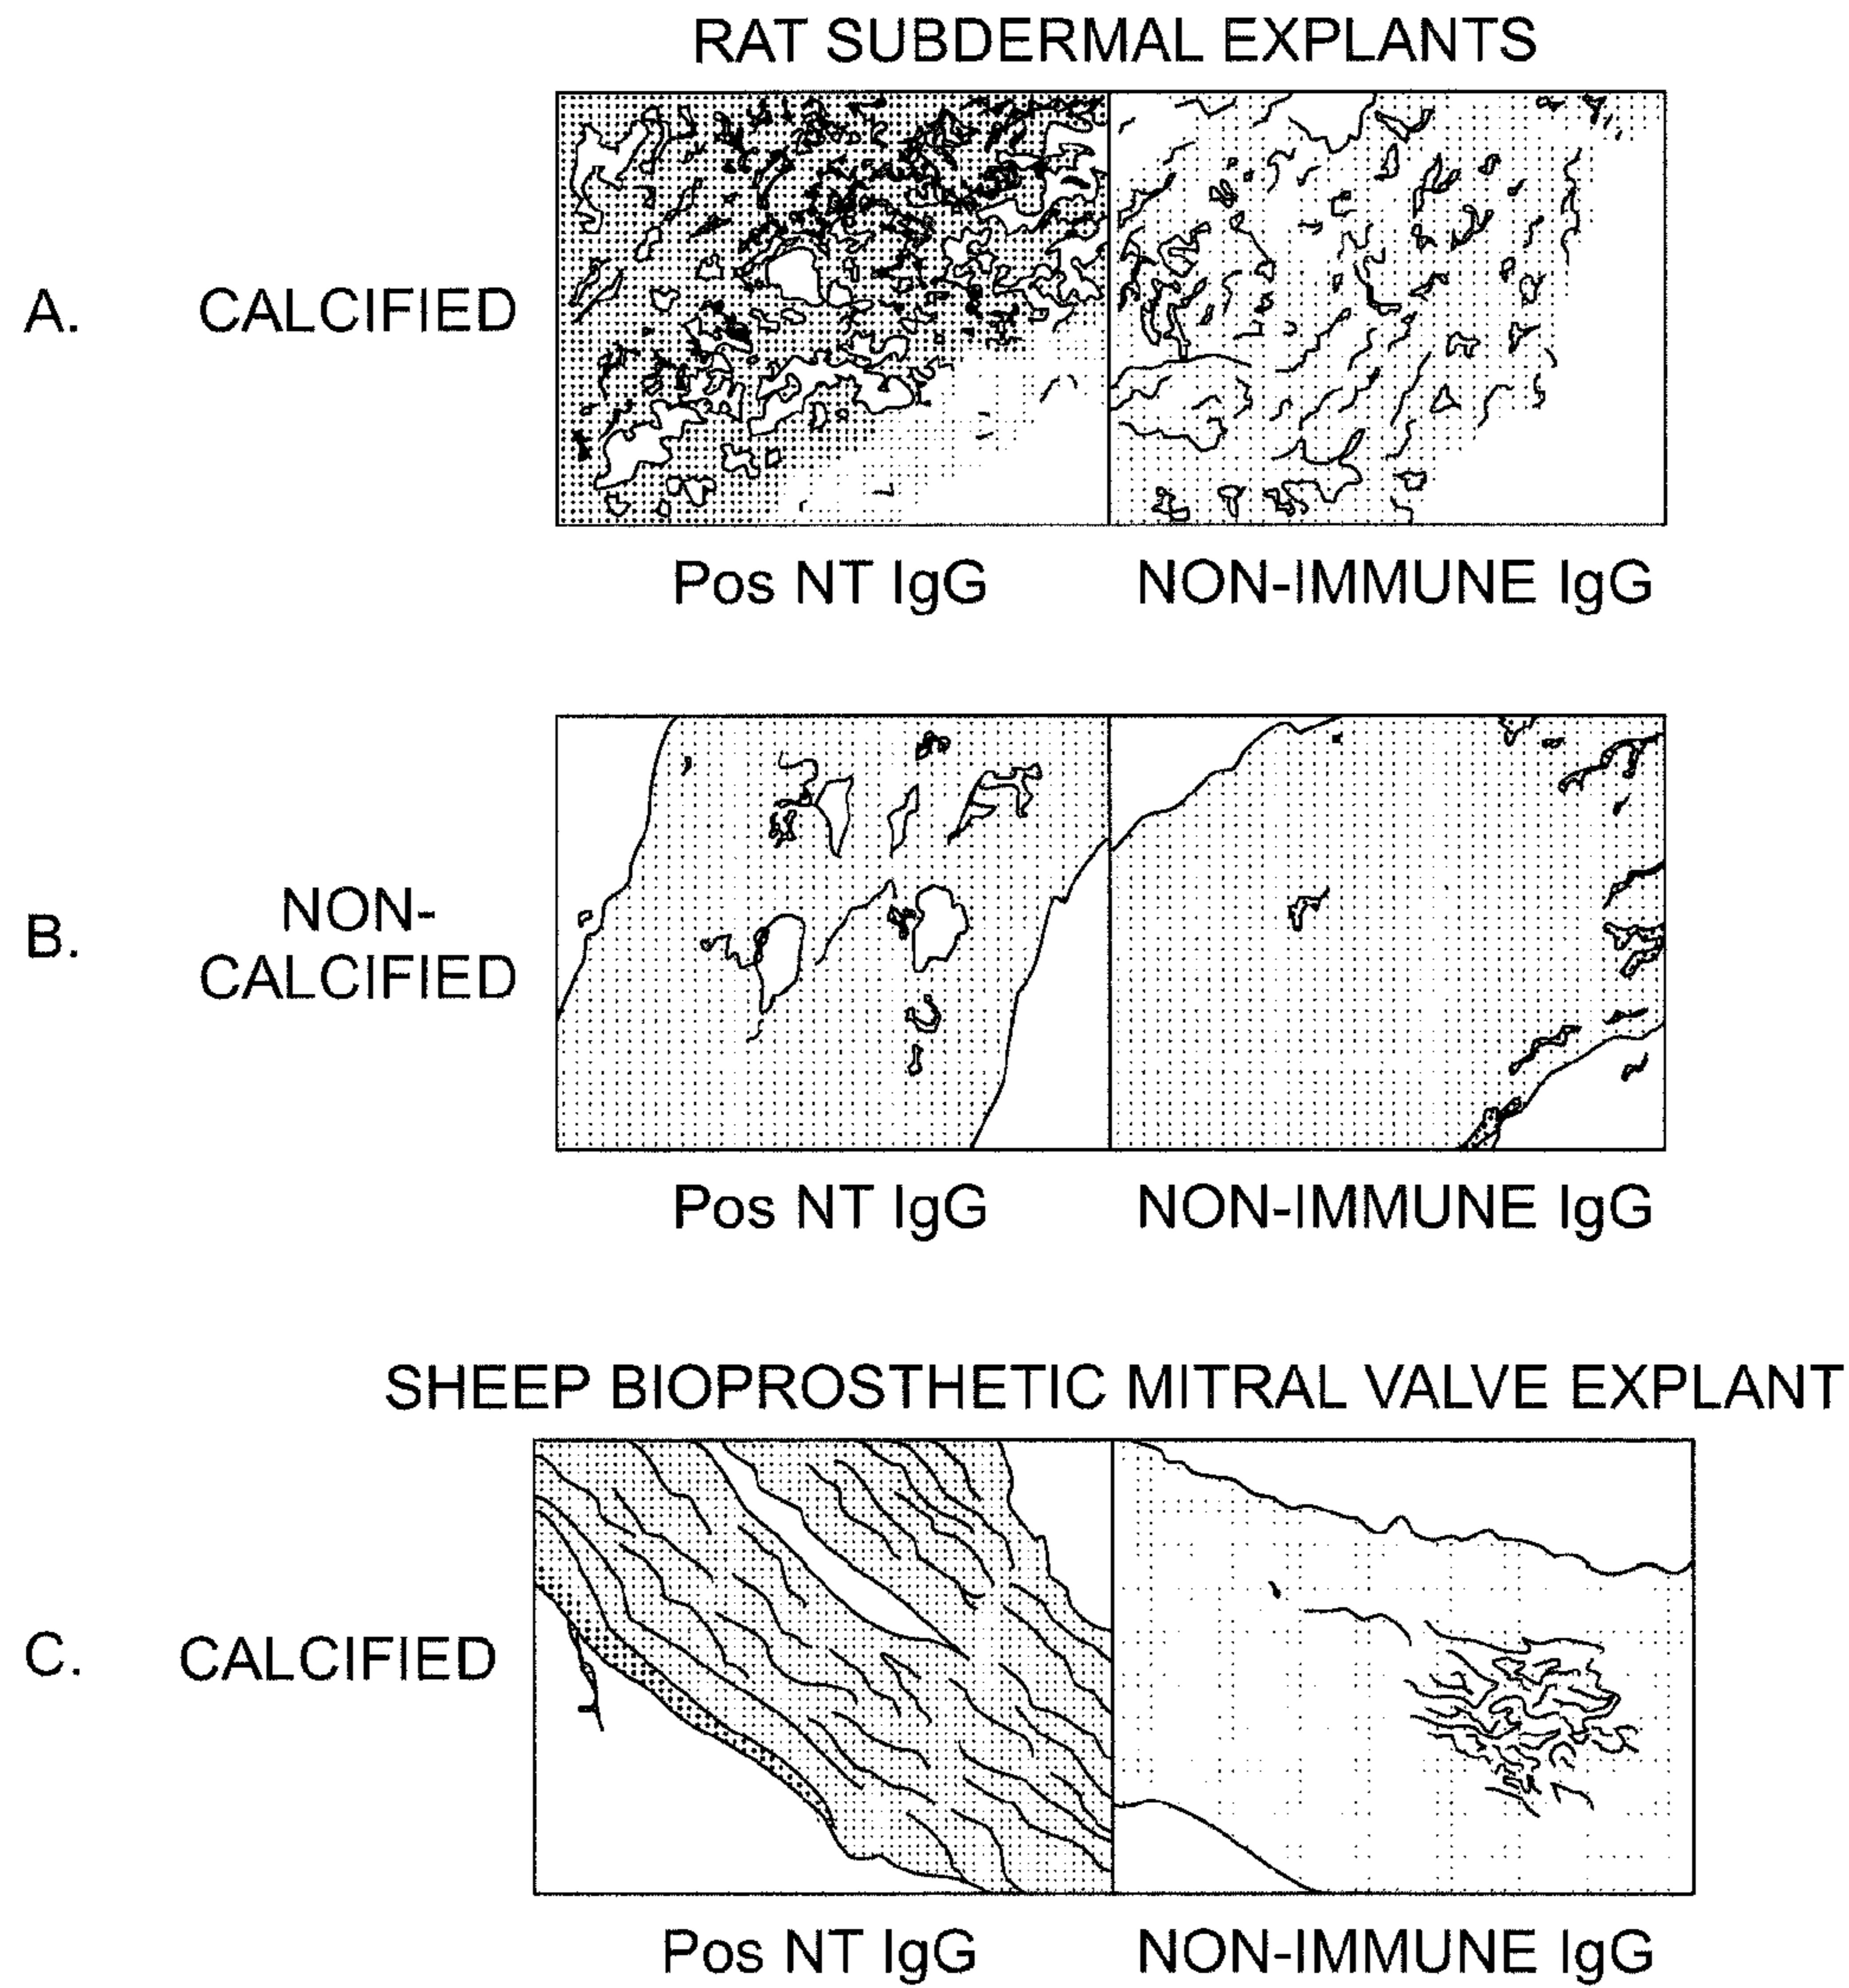 RAT SUBDERMAL EXPLANTS
A. CALCIFIED
Pos NT IgG NON-IMMUNE IgG
B. NON-
CALCIFIED
Pos NT IgG NON-IMMUNE IgG
SHEEP BIOPROSTHETIC MITRAL VALVE EXPLANT
C. CALCIFIED
Pos NT IgG NON-IMMUNE IgG